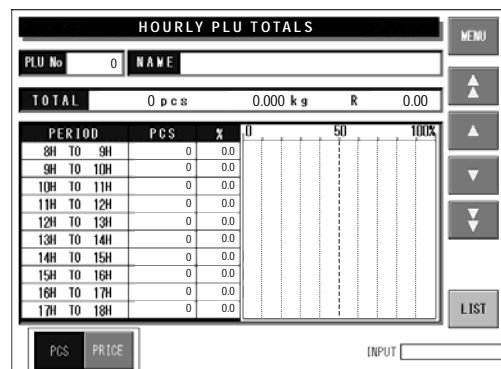 HOURLY PLU TOTALS
MENU
PLU No 0 NAME
TOTAL 0 pcs 0.000 kg R 0.00
PERIOD PCS % 0 50 100%
8H TO 9H 0 0.0
9H TO 10H 0 0.0
10H TO 11H 0 0.0
11H TO 12H 0 0.0
12H TO 13H 0 0.0
13H TO 14H 0 0.0
14H TO 15H 0 0.0
15H TO 16H 0 0.0
16H TO 17H 0 0.0
17H TO 18H 0 0.0
LIST
PCS PRICE
INPUT